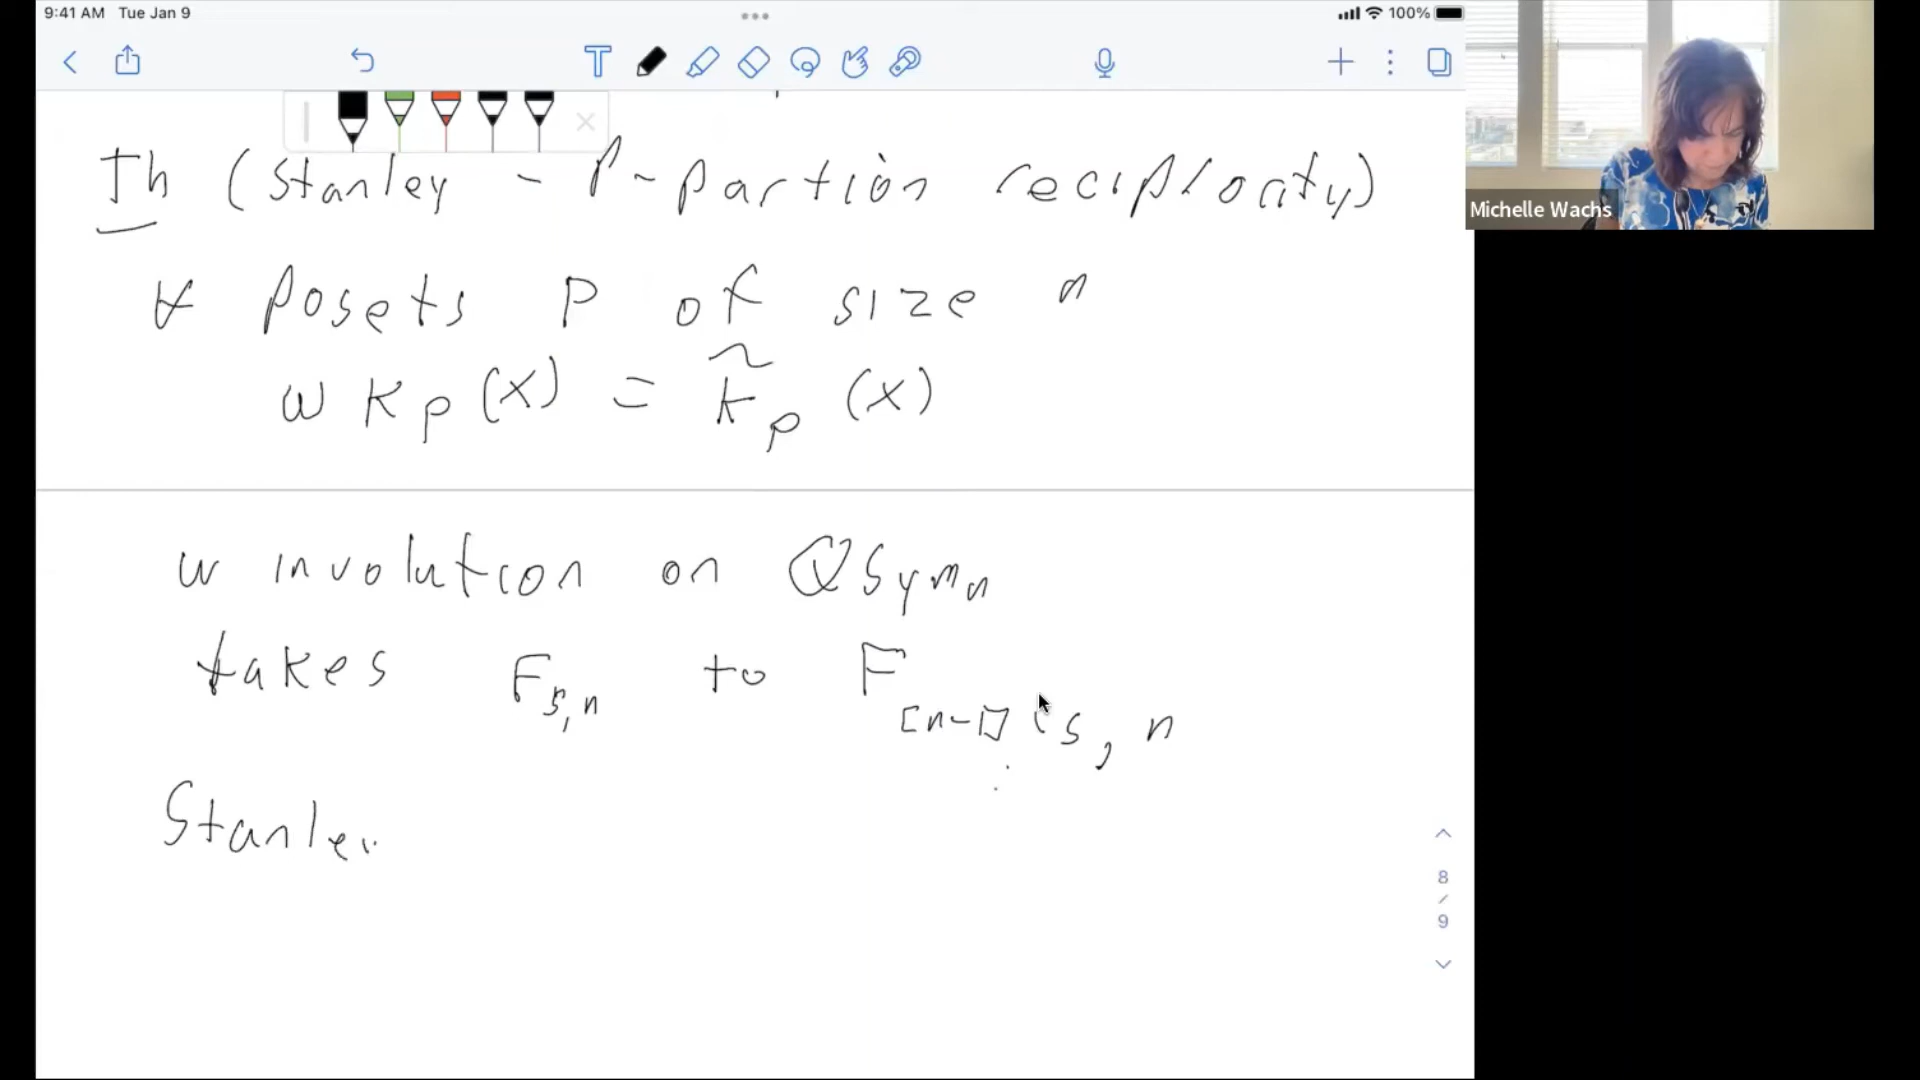 9:41 AM Tue Jan 9
100%
Michelle Wachs
Th (Stanley - P-partion reciprocity)
∀ posets P of size n
ω K_P (x) = K̃_P (x)
ω involution on QSym_n
takes F_{S,n} to F_{[n-1] \ S, n}
Stanley
8
/
9